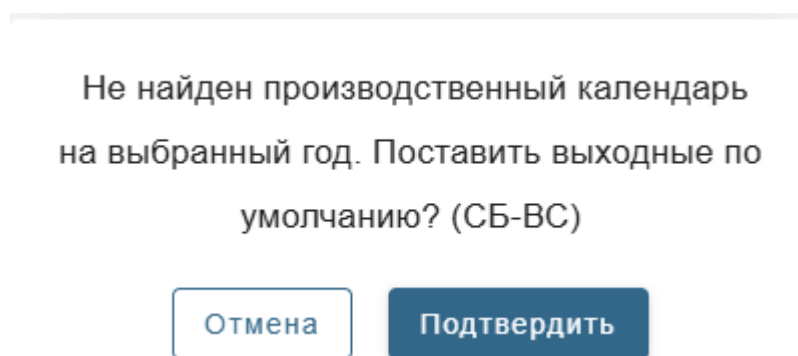 Не найден производственный календарь
на выбранный год. Поставить выходные по
умолчанию? (СБ-ВС)
Отмена
Подтвердить